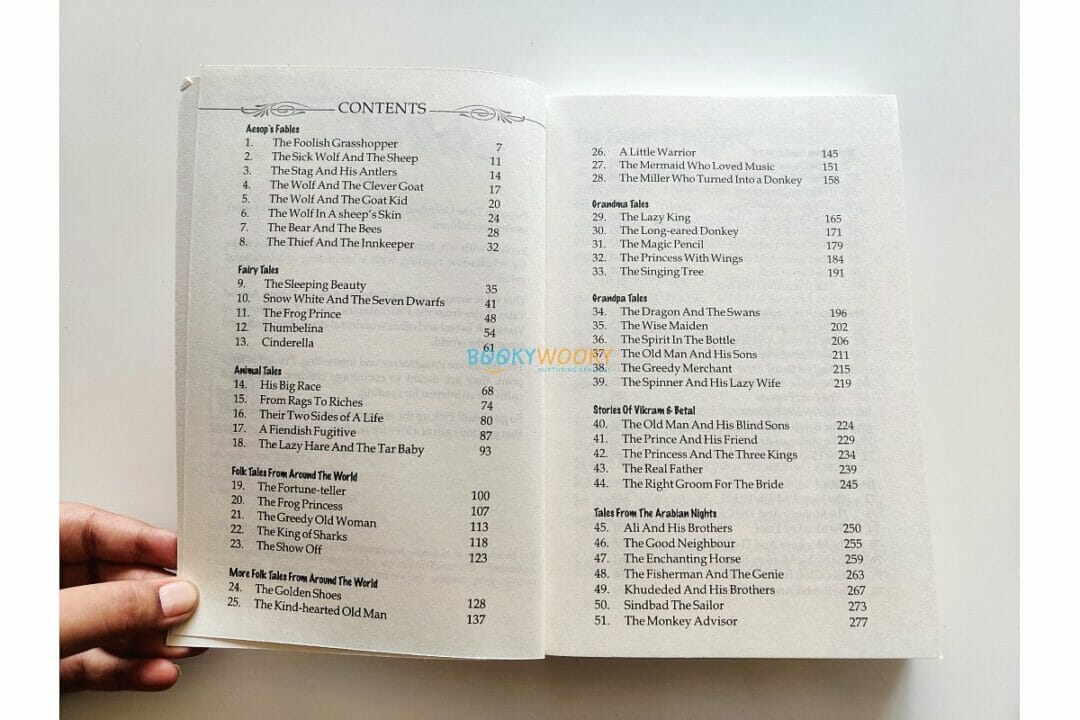 CONTENTS
Aesop's Fables
1. The Foolish Grasshopper 7
2. The Sick Wolf And The Sheep 11
3. The Stag And His Antlers 14
4. The Wolf And The Clever Goat 17
5. The Wolf And The Goat Kid 20
6. The Wolf In A sheep's Skin 24
7. The Bear And The Bees 28
8. The Thief And The Innkeeper 32
Fairy Tales
9. The Sleeping Beauty 35
10. Snow White And The Seven Dwarfs 41
11. The Frog Prince 48
12. Thumbelina 54
13. Cinderella 61
Animal Tales
14. His Big Race 68
15. From Rags To Riches 74
16. Their Two Sides of A Life 80
17. A Fiendish Fugitive 87
18. The Lazy Hare And The Tar Baby 93
Folk Tales From Around The World
19. The Fortune-teller 100
20. The Frog Princess 107
21. The Greedy Old Woman 113
22. The King of Sharks 118
23. The Show Off 123
More Folk Tales From Around The World
24. The Golden Shoes 128
25. The Kind-hearted Old Man 137
26. A Little Warrior 145
27. The Mermaid Who Loved Music 151
28. The Miller Who Turned Into a Donkey 158
Grandma Tales
29. The Lazy King 165
30. The Long-eared Donkey 171
31. The Magic Pencil 179
32. The Princess With Wings 184
33. The Singing Tree 191
Grandpa Tales
34. The Dragon And The Swans 196
35. The Wise Maiden 202
36. The Spirit In The Bottle 206
37. The Old Man And His Sons 211
38. The Greedy Merchant 215
39. The Spinner And His Lazy Wife 219
Stories Of Vikram & Betal
40. The Old Man And His Blind Sons 224
41. The Prince And His Friend 229
42. The Princess And The Three Kings 234
43. The Real Father 239
44. The Right Groom For The Bride 245
Tales From The Arabian Nights
45. Ali And His Brothers 250
46. The Good Neighbour 255
47. The Enchanting Horse 259
48. The Fisherman And The Genie 263
49. Khudeded And His Brothers 267
50. Sindbad The Sailor 273
51. The Monkey Advisor 277
BOOKYWOOKY